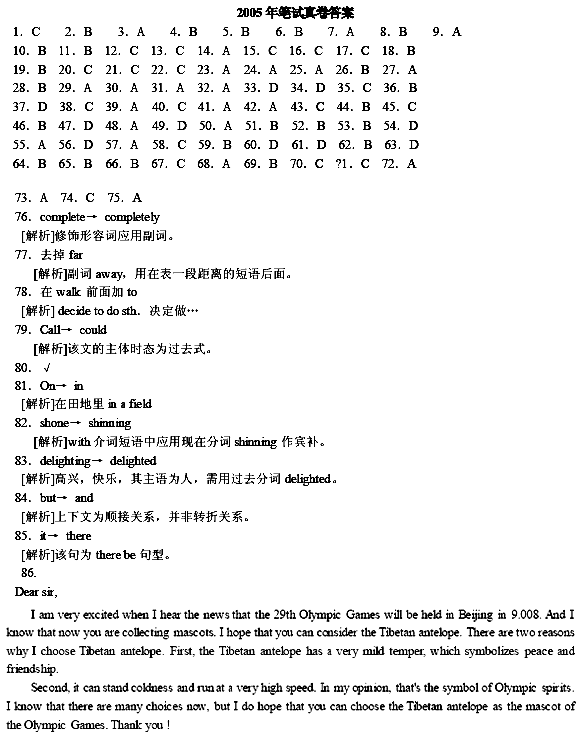 2005年笔试真卷答案
1. C 2. B 3. A 4. B 5. B 6. B 7. A 8. B 9. A
10. B 11. B 12. C 13. C 14. A 15. C 16. C 17. C 18. B
19. B 20. C 21. C 22. C 23. A 24. A 25. A 26. B 27. A
28. B 29. A 30. A 31. A 32. A 33. D 34. D 35. C 36. B
37. D 38. C 39. A 40. C 41. A 42. A 43. C 44. B 45. C
46. B 47. D 48. A 49. D 50. A 51. B 52. B 53. B 54. D
55. A 56. D 57. A 58. C 59. B 60. D 61. D 62. B 63. D
64. B 65. B 66. B 67. C 68. A 69. B 70. C ?1. C 72. A
73. A 74. C 75. A
76. complete→ completely
[解析]修饰形容词应用副词。
77. 去掉 far
[解析]副词 away，用在表一段距离的短语后面。
78. 在 walk 前面加 to
[解析] decide to do sth. 决定做…
79. Call→ could
[解析]该文的主体时态为过去式。
80. √
81. On→ in
[解析]在田地里 in a field
82. shone→ shinning
[解析]with 介词短语中应用现在分词 shinning 作宾补。
83. delighting→ delighted
[解析]高兴，快乐，其主语为人，需用过去分词 delighted。
84. but→ and
[解析]上下文为顺接关系，并非转折关系。
85. it→ there
[解析]该句为 there be 句型。
86.
Dear sir,
I am very excited when I hear the news that the 29th Olympic Games will be held in Beijing in 9.008. And I
know that now you are collecting mascots. I hope that you can consider the Tibetan antelope. There are two reasons
why I choose Tibetan antelope. First, the Tibetan antelope has a very mild temper, which symbolizes peace and
friendship.
Second, it can stand coldness and run at a very high speed. In my opinion, that's the symbol of Olympic spirits.
I know that there are many choices now, but I do hope that you can choose the Tibetan antelope as the mascot of
the Olympic Games. Thank you !